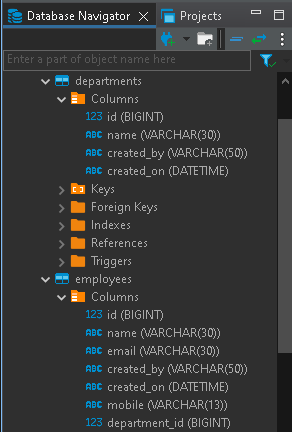 Database Navigator Projects
Enter a part of object name here
departments
Columns
123 id (BIGINT)
ABC name (VARCHAR(30))
ABC created_by (VARCHAR(50))
ABC created_on (DATETIME)
Keys
Foreign Keys
Indexes
References
Triggers
employees
Columns
123 id (BIGINT)
ABC name (VARCHAR(30))
ABC email (VARCHAR(30))
ABC created_by (VARCHAR(50))
ABC created_on (DATETIME)
ABC mobile (VARCHAR(13))
123 department_id (BIGINT)